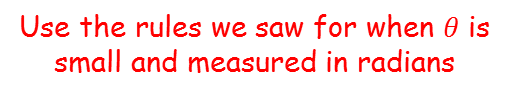 Use the rules we saw for when θ is
small and measured in radians